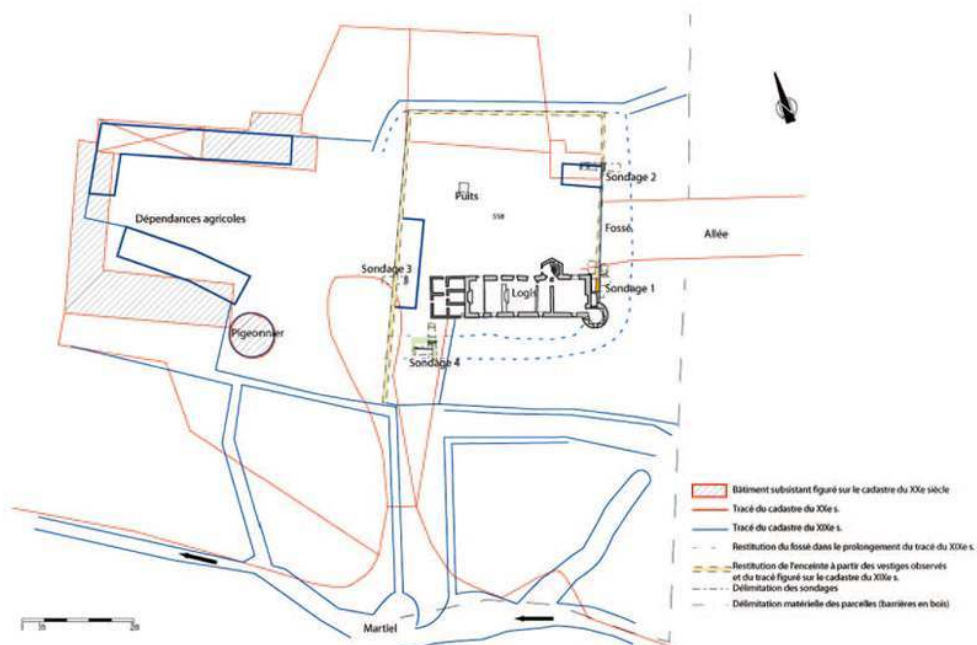 Sondage 2
Puits
558
Dépendances agricoles
Fossé
Allée
Sondage 3
Logis
Sondage 1
Pigeonnier
Sondage 4
Bâtiment subsistant figuré sur le cadastre du XXe siècle
Tracé du cadastre du XXe s.
Tracé du cadastre du XIXe s.
Restitution du fossé dans le prolongement du tracé du XIXe s.
Restitution de l'enceinte à partir des vestiges observés
et du tracé figuré sur le cadastre du XIXe s.
Délimitation des sondages
Délimitation matérielle des parcelles (barrières en bois)
Martiel